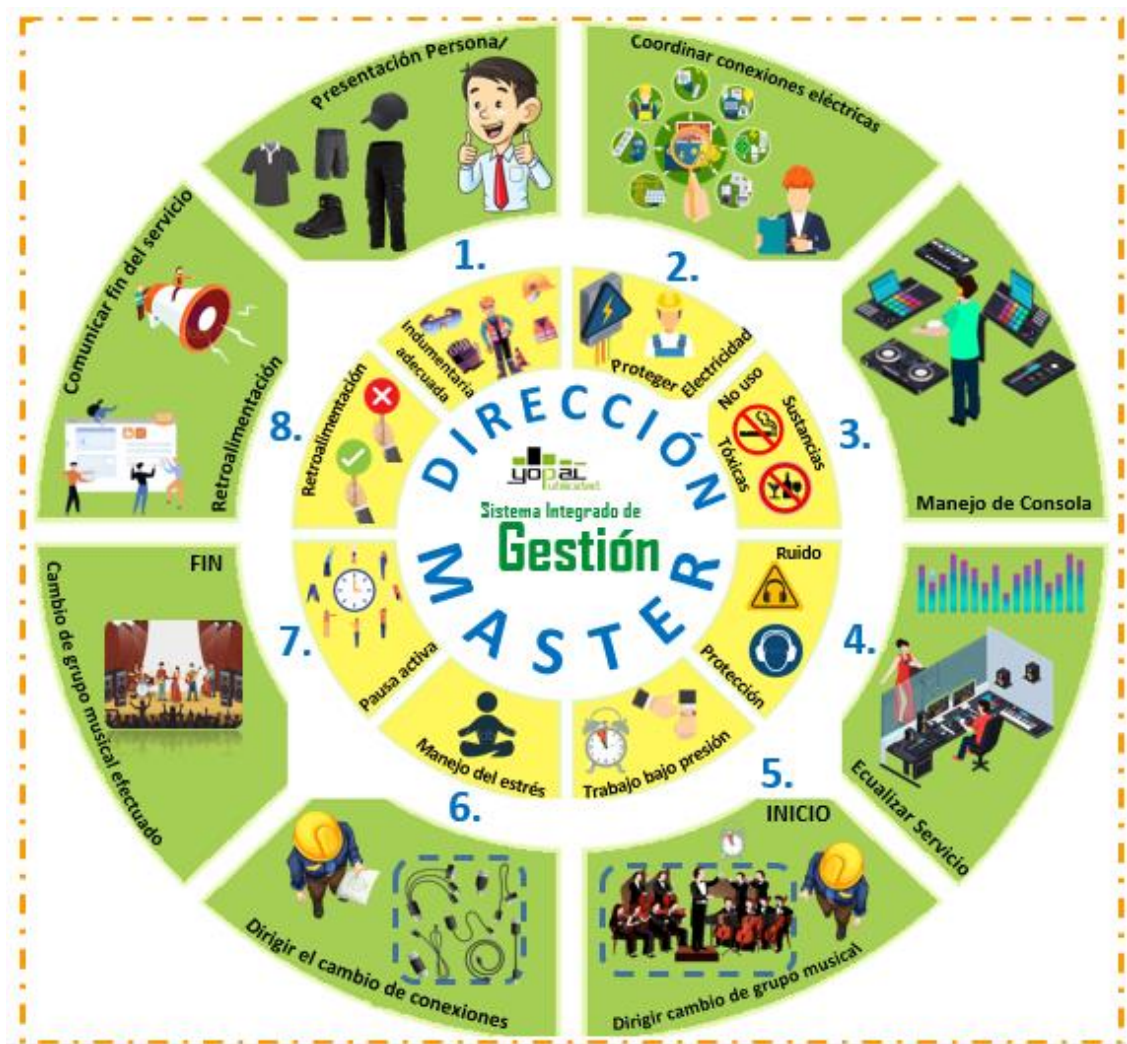 Presentación Personal
1.
Indumentaria
adecuada
Coordinar conexiones eléctricas
2.
Proteger Electricidad
Manejo de Consola
3.
No uso
Sustancias
Tóxicas
Ecualizar Servicio
4.
Ruido
Protección
INICIO
Dirigir cambio de grupo musical
5.
Trabajo bajo presión
Dirigir el cambio de conexiones
6.
Manejo del estrés
FIN
Cambio de grupo musical efectuado
7.
Pausa activa
Comunicar fin del servicio
Retroalimentación
8.
Retroalimentación
DIRECCIÓN
yopal
Sistema Integrado de
Gestión
MASTER